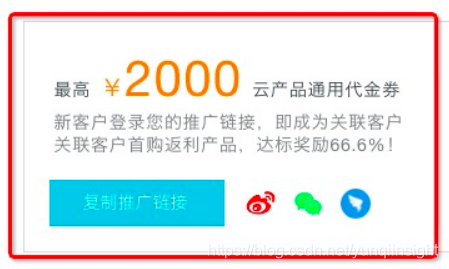 最高 ¥2000 云产品通用代金券
新客户登录您的推广链接，即成为关联客户
关联客户首购返利产品，达标奖励66.6%！
复制推广链接
https://blog.csdn.net/yunqiinsight